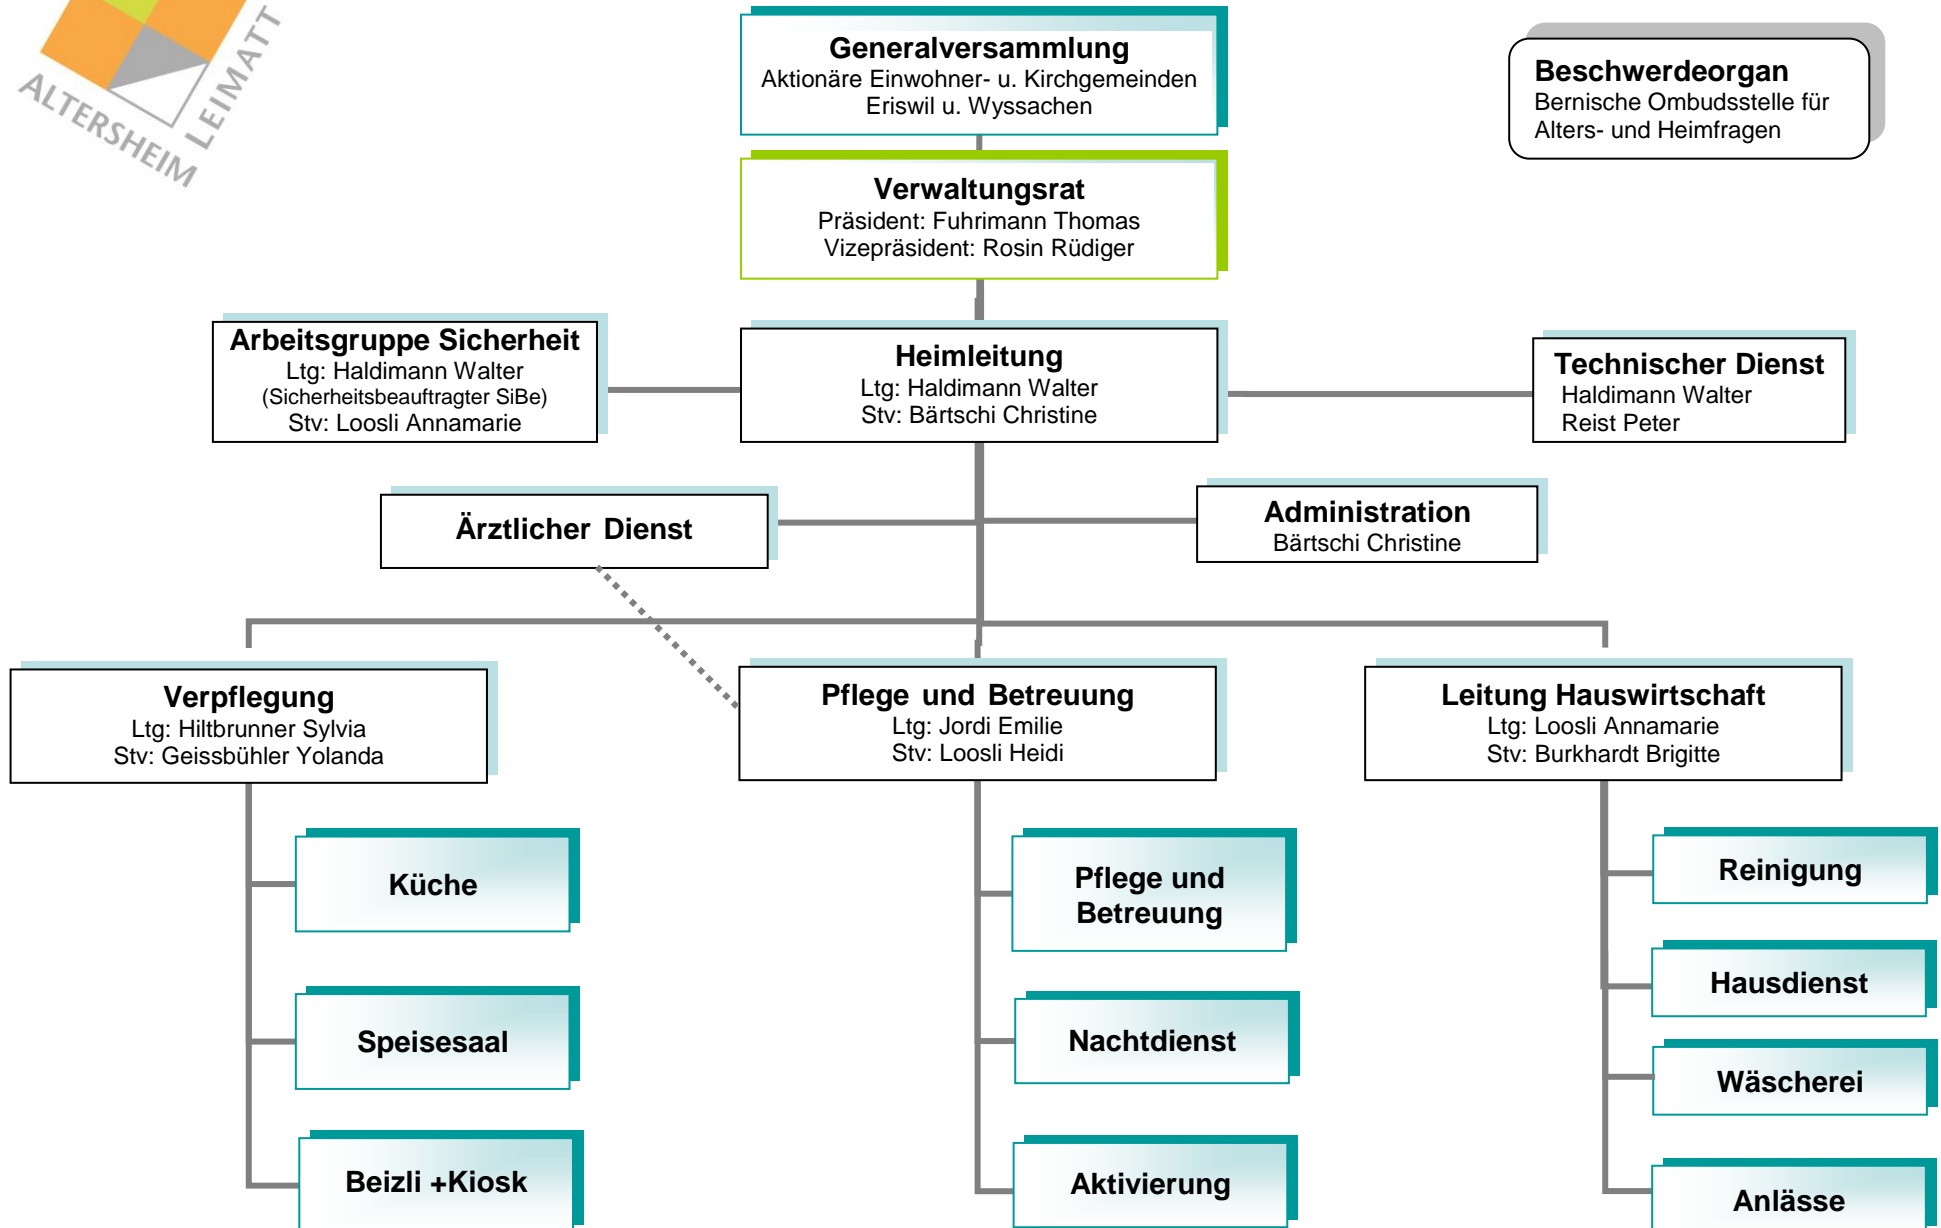 ALTERSHEIM
LEIMATT
Generalversammlung
Aktionäre Einwohner- u. Kirchgemeinden
Eriswil u. Wyssachen
Beschwerdeorgan
Bernische Ombudsstelle für
Alters- und Heimfragen
Verwaltungsrat
Präsident: Fuhrimann Thomas
Vizepräsident: Rosin Rüdiger
Arbeitsgruppe Sicherheit
Ltg: Haldimann Walter
(Sicherheitsbeauftragter SiBe)
Stv: Loosli Annamarie
Heimleitung
Ltg: Haldimann Walter
Stv: Bärtschi Christine
Technischer Dienst
Haldimann Walter
Reist Peter
Ärztlicher Dienst
Administration
Bärtschi Christine
Verpflegung
Ltg: Hiltbrunner Sylvia
Stv: Geissbühler Yolanda
Pflege und Betreuung
Ltg: Jordi Emilie
Stv: Loosli Heidi
Leitung Hauswirtschaft
Ltg: Loosli Annamarie
Stv: Burkhardt Brigitte
Küche
Speisesaal
Beizli +Kiosk
Pflege und
Betreuung
Nachtdienst
Aktivierung
Reinigung
Hausdienst
Wäscherei
Anlässe